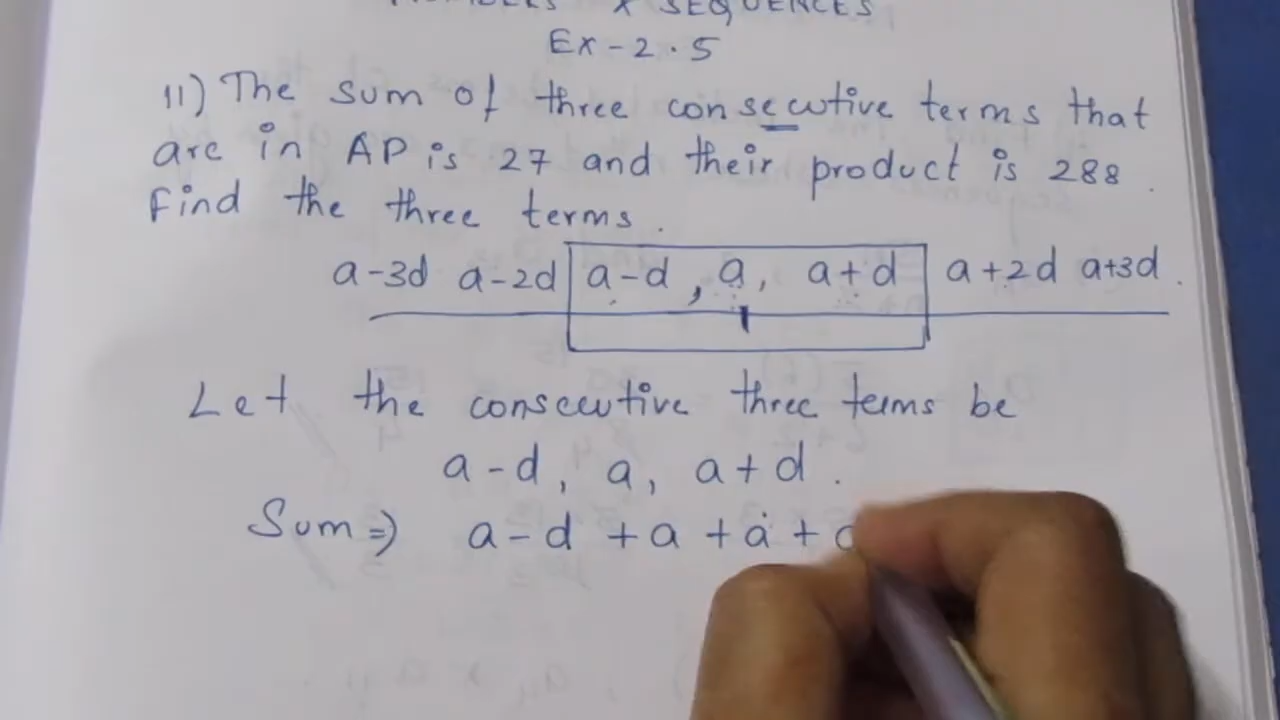 & SEQUENCES
Ex-2.5
11) The sum of three consecutive terms that
are in AP is 27 and their product is 288.
Find the three terms.
a-3d a-2d a-d, a, a+d a+2d a+3d.
Let the consecutive three terms be
a-d, a, a+d.
Sum ⇒ a-d +a +a +